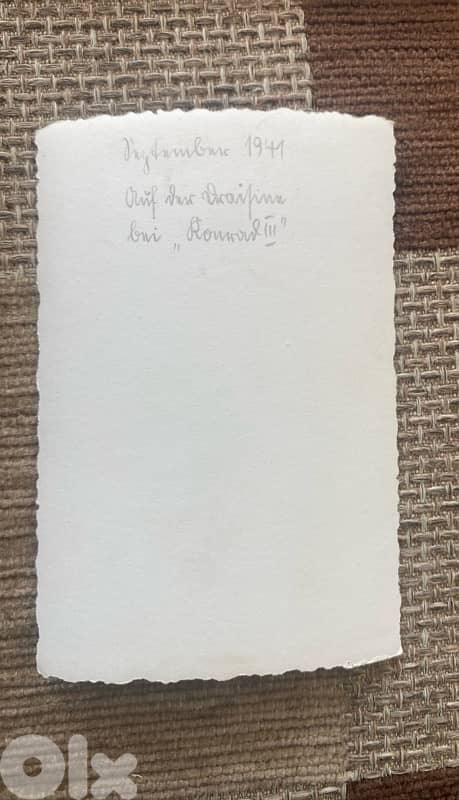 September 1941
Auf der Draisine
bei „Konrad III"
OLX